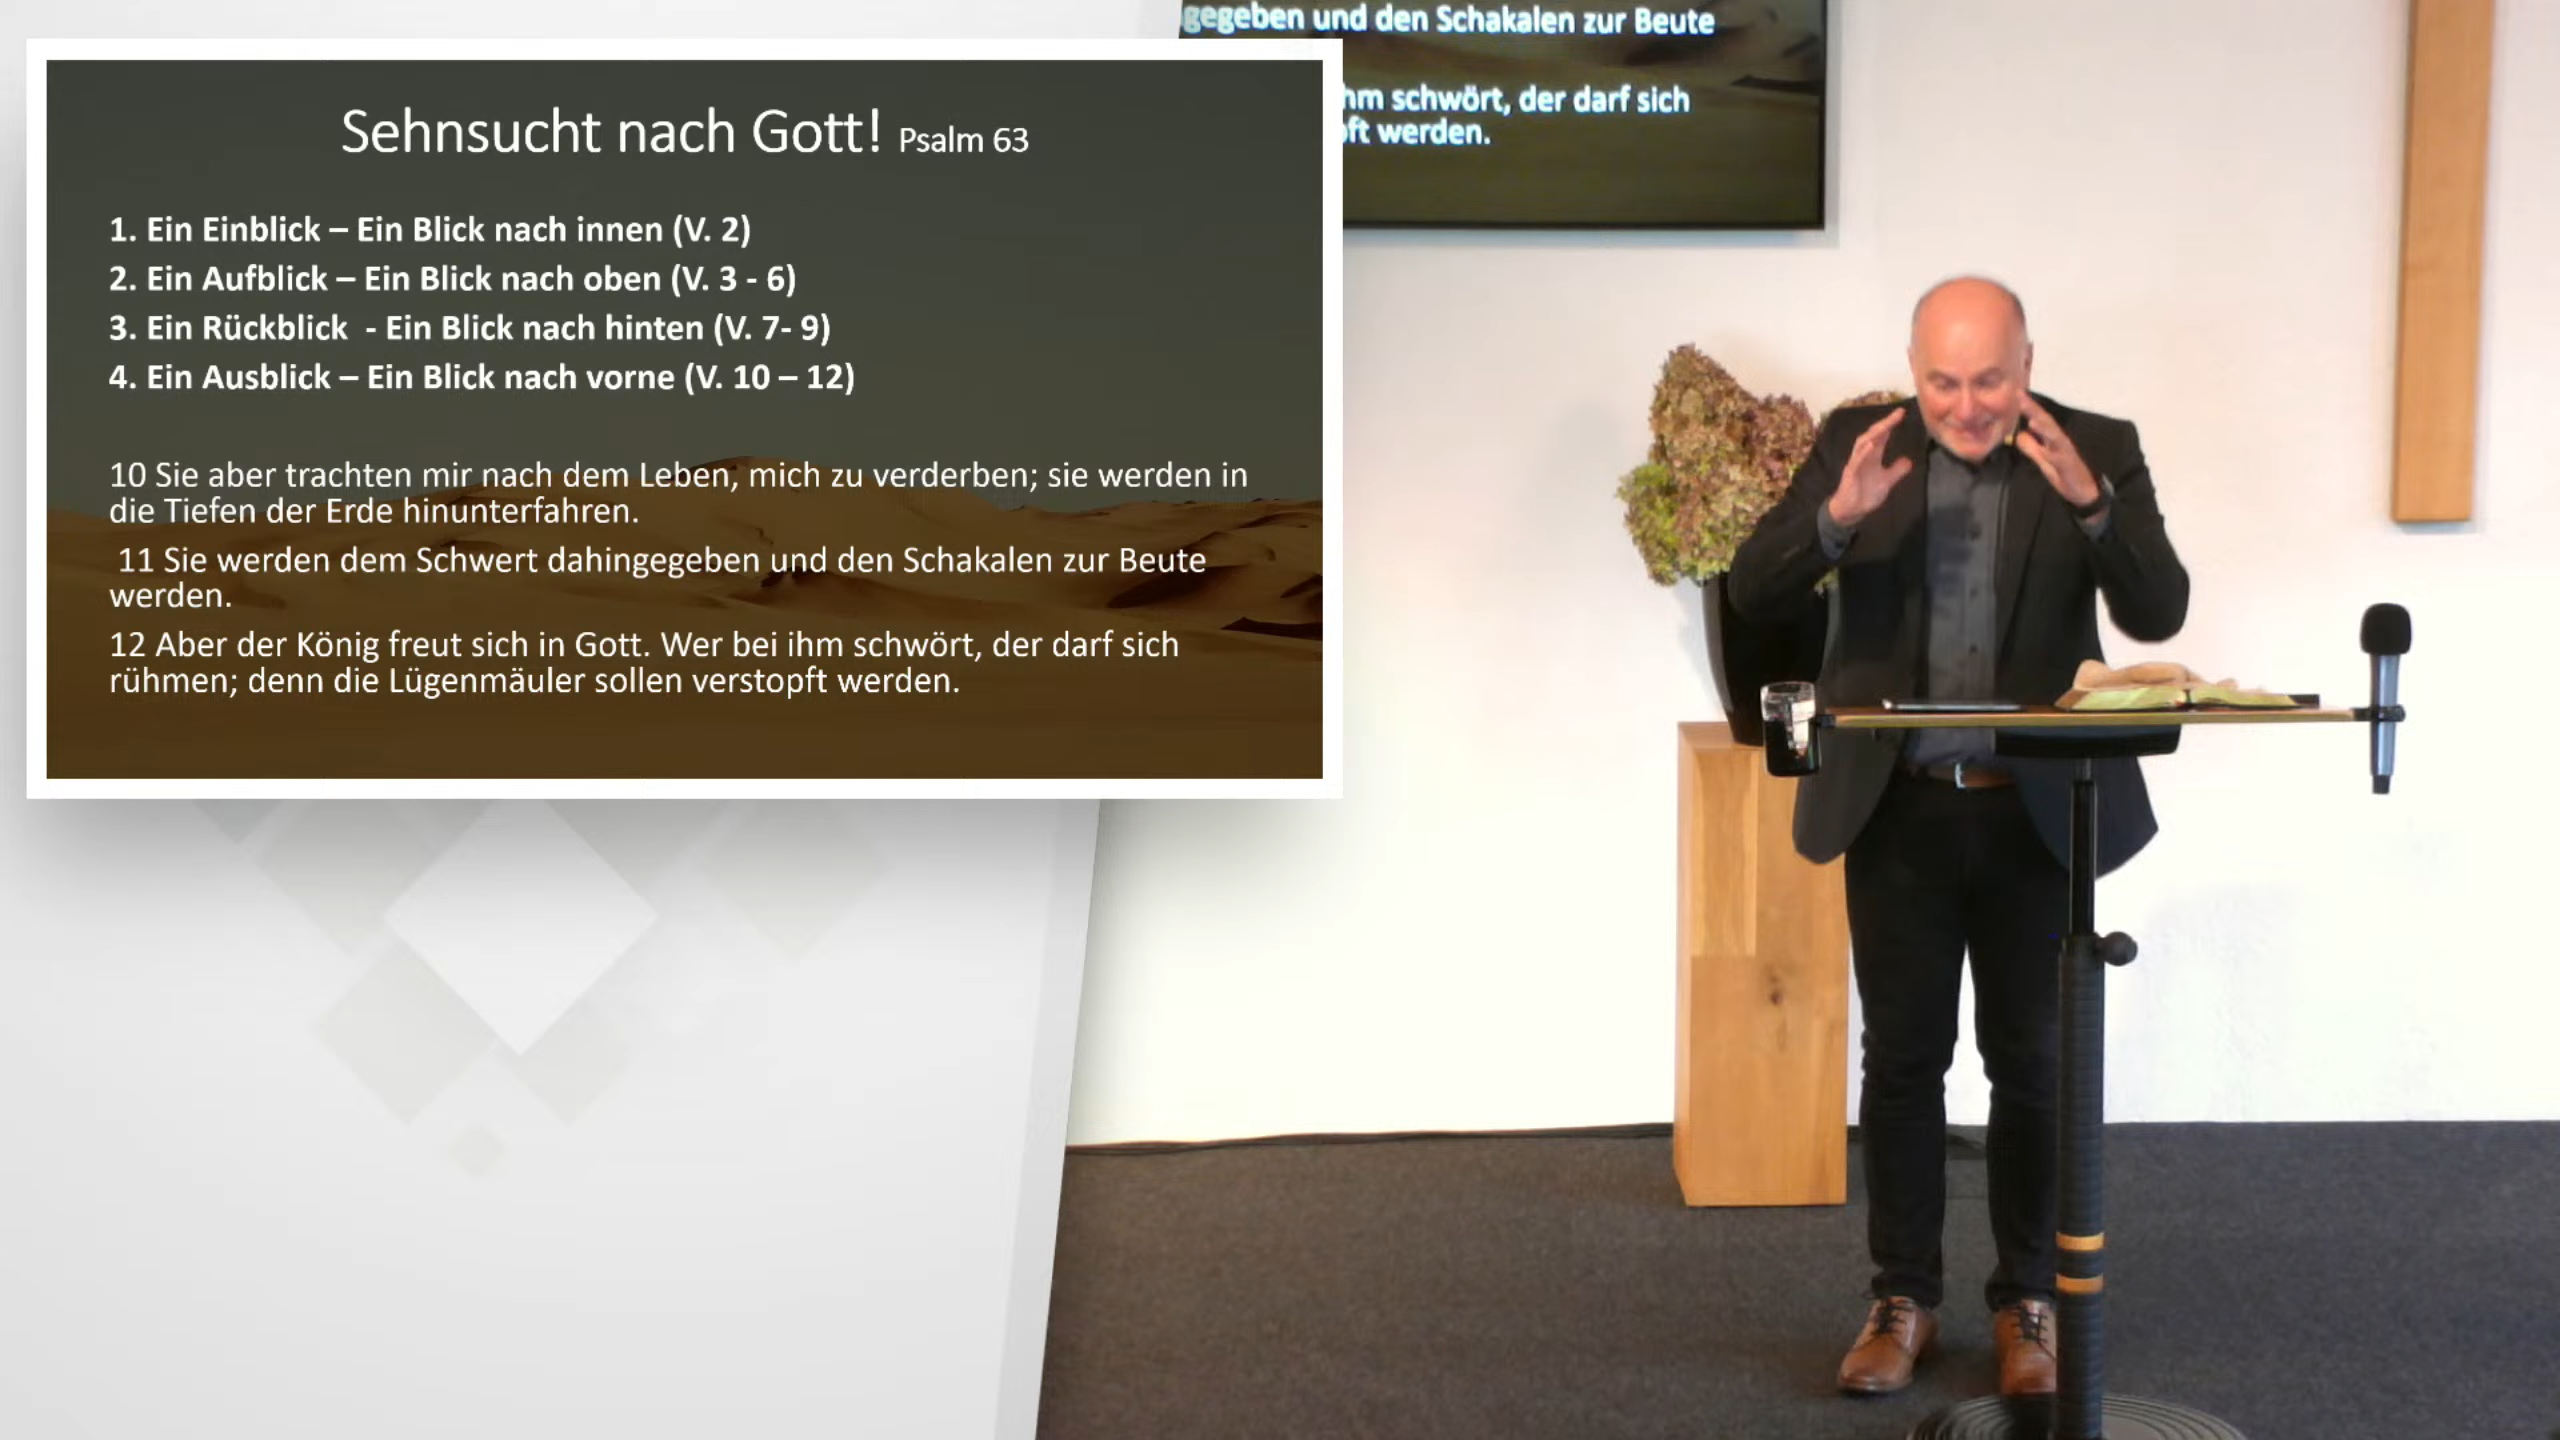 Sehnsucht nach Gott! Psalm 63
1. Ein Einblick – Ein Blick nach innen (V. 2)
2. Ein Aufblick – Ein Blick nach oben (V. 3 - 6)
3. Ein Rückblick  - Ein Blick nach hinten (V. 7- 9)
4. Ein Ausblick – Ein Blick nach vorne (V. 10 – 12)
10 Sie aber trachten mir nach dem Leben, mich zu verderben; sie werden in
die Tiefen der Erde hinunterfahren.
11 Sie werden dem Schwert dahingegeben und den Schakalen zur Beute
werden.
12 Aber der König freut sich in Gott. Wer bei ihm schwört, der darf sich
rühmen; denn die Lügenmäuler sollen verstopft werden.
gegeben und den Schakalen zur Beute
hm schwört, der darf sich
ft werden.